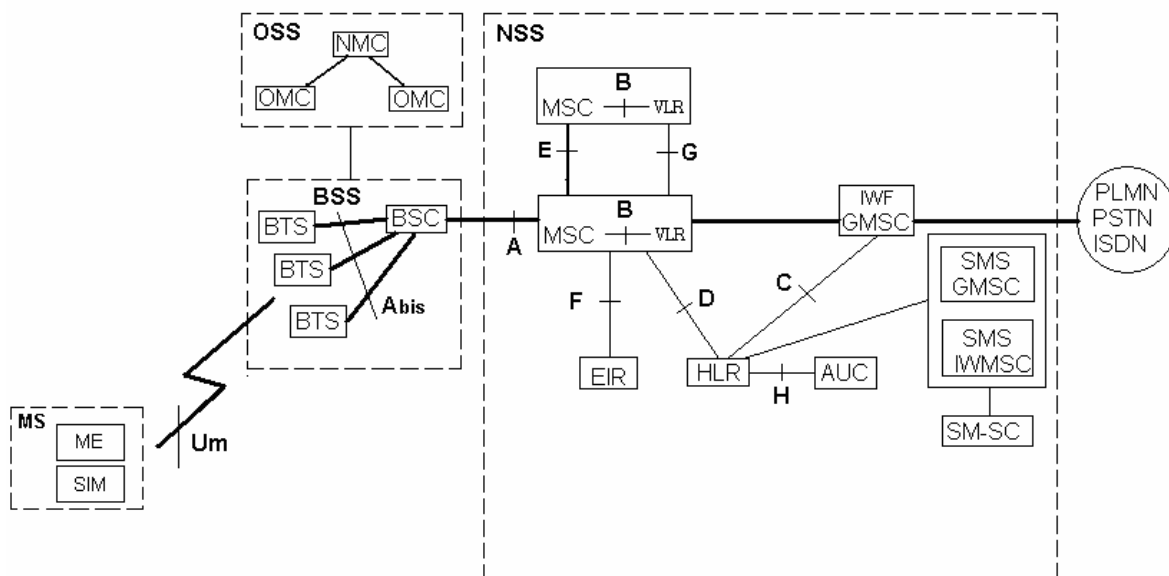 OSS
NMC
OMC
OMC
NSS
B
MSC
VLR
E
G
BSS
BTS
BSC
BTS
BTS
Abis
A
B
MSC
VLR
IWF
GMSC
PLMN
PSTN
ISDN
F
D
C
SMS
GMSC
SMS
IWMSC
EIR
HLR
H
AUC
SM-SC
MS
ME
SIM
Um